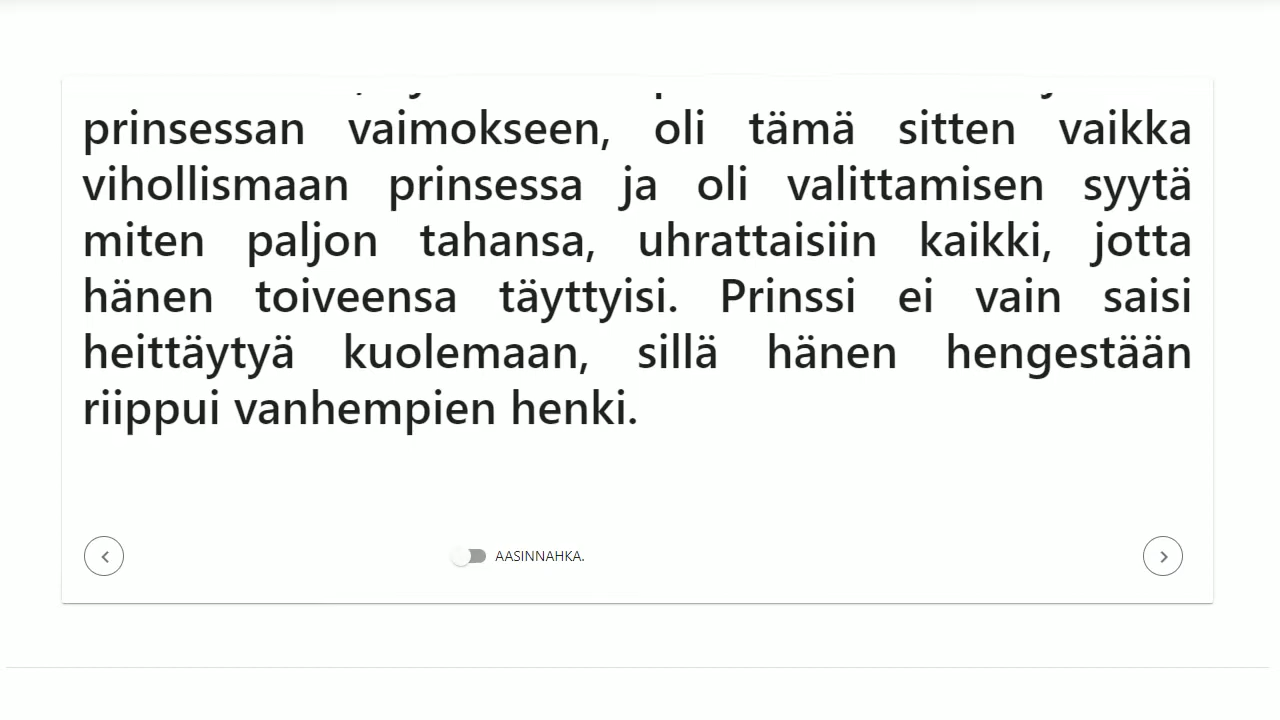 prinsessan vaimokseen, oli tämä sitten vaikka
vihollismaan prinsessa ja oli valittamisen syytä
miten paljon tahansa, uhrattaisiin kaikki, jotta
hänen toiveensa täyttyisi. Prinssi ei vain saisi
heittäytyä kuolemaan, sillä hänen hengestään
riippui vanhempien henki.
AASINNAHKA.